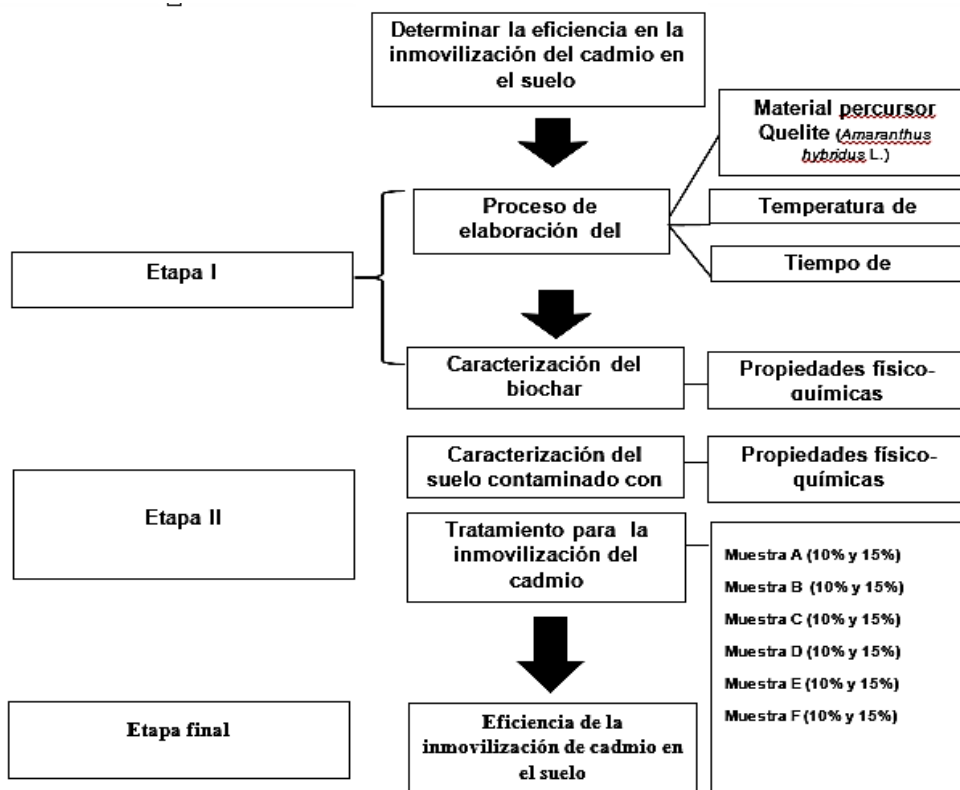 Determinar la eficiencia en la
inmovilización del cadmio en
el suelo
Material percursor
Quelite (Amaranthus
hybridus L.)
Proceso de
elaboración del
Temperatura de
Tiempo de
Etapa I
Caracterización del
biochar
Propiedades físico-
químicas
Caracterización del
suelo contaminado con
Propiedades físico-
químicas
Etapa II
Tratamiento para la
inmovilización del
cadmio
Muestra A (10% y 15%)
Muestra B (10% y 15%)
Muestra C (10% y 15%)
Muestra D (10% y 15%)
Muestra E (10% y 15%)
Muestra F (10% y 15%)
Etapa final
Eficiencia de la
inmovilización de cadmio en
el suelo